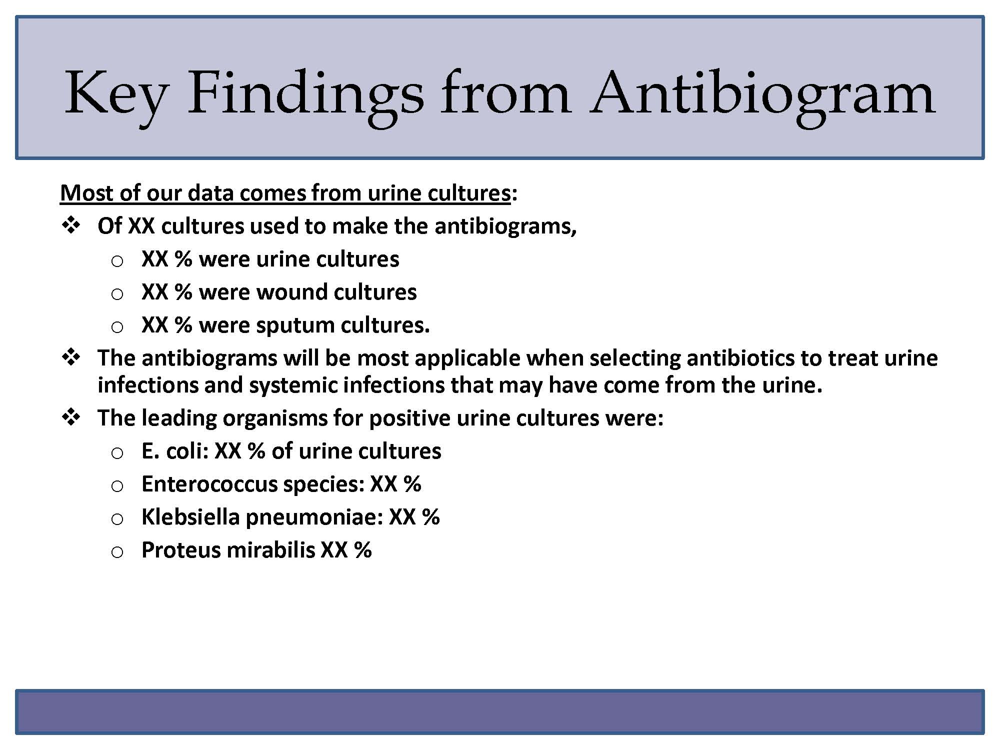 Key Findings from Antibiogram
Most of our data comes from urine cultures:
❖ Of XX cultures used to make the antibiograms,
o XX % were urine cultures
o XX % were wound cultures
o XX % were sputum cultures.
❖ The antibiograms will be most applicable when selecting antibiotics to treat urine
infections and systemic infections that may have come from the urine.
❖ The leading organisms for positive urine cultures were:
o E. coli: XX % of urine cultures
o Enterococcus species: XX %
o Klebsiella pneumoniae: XX %
o Proteus mirabilis XX %